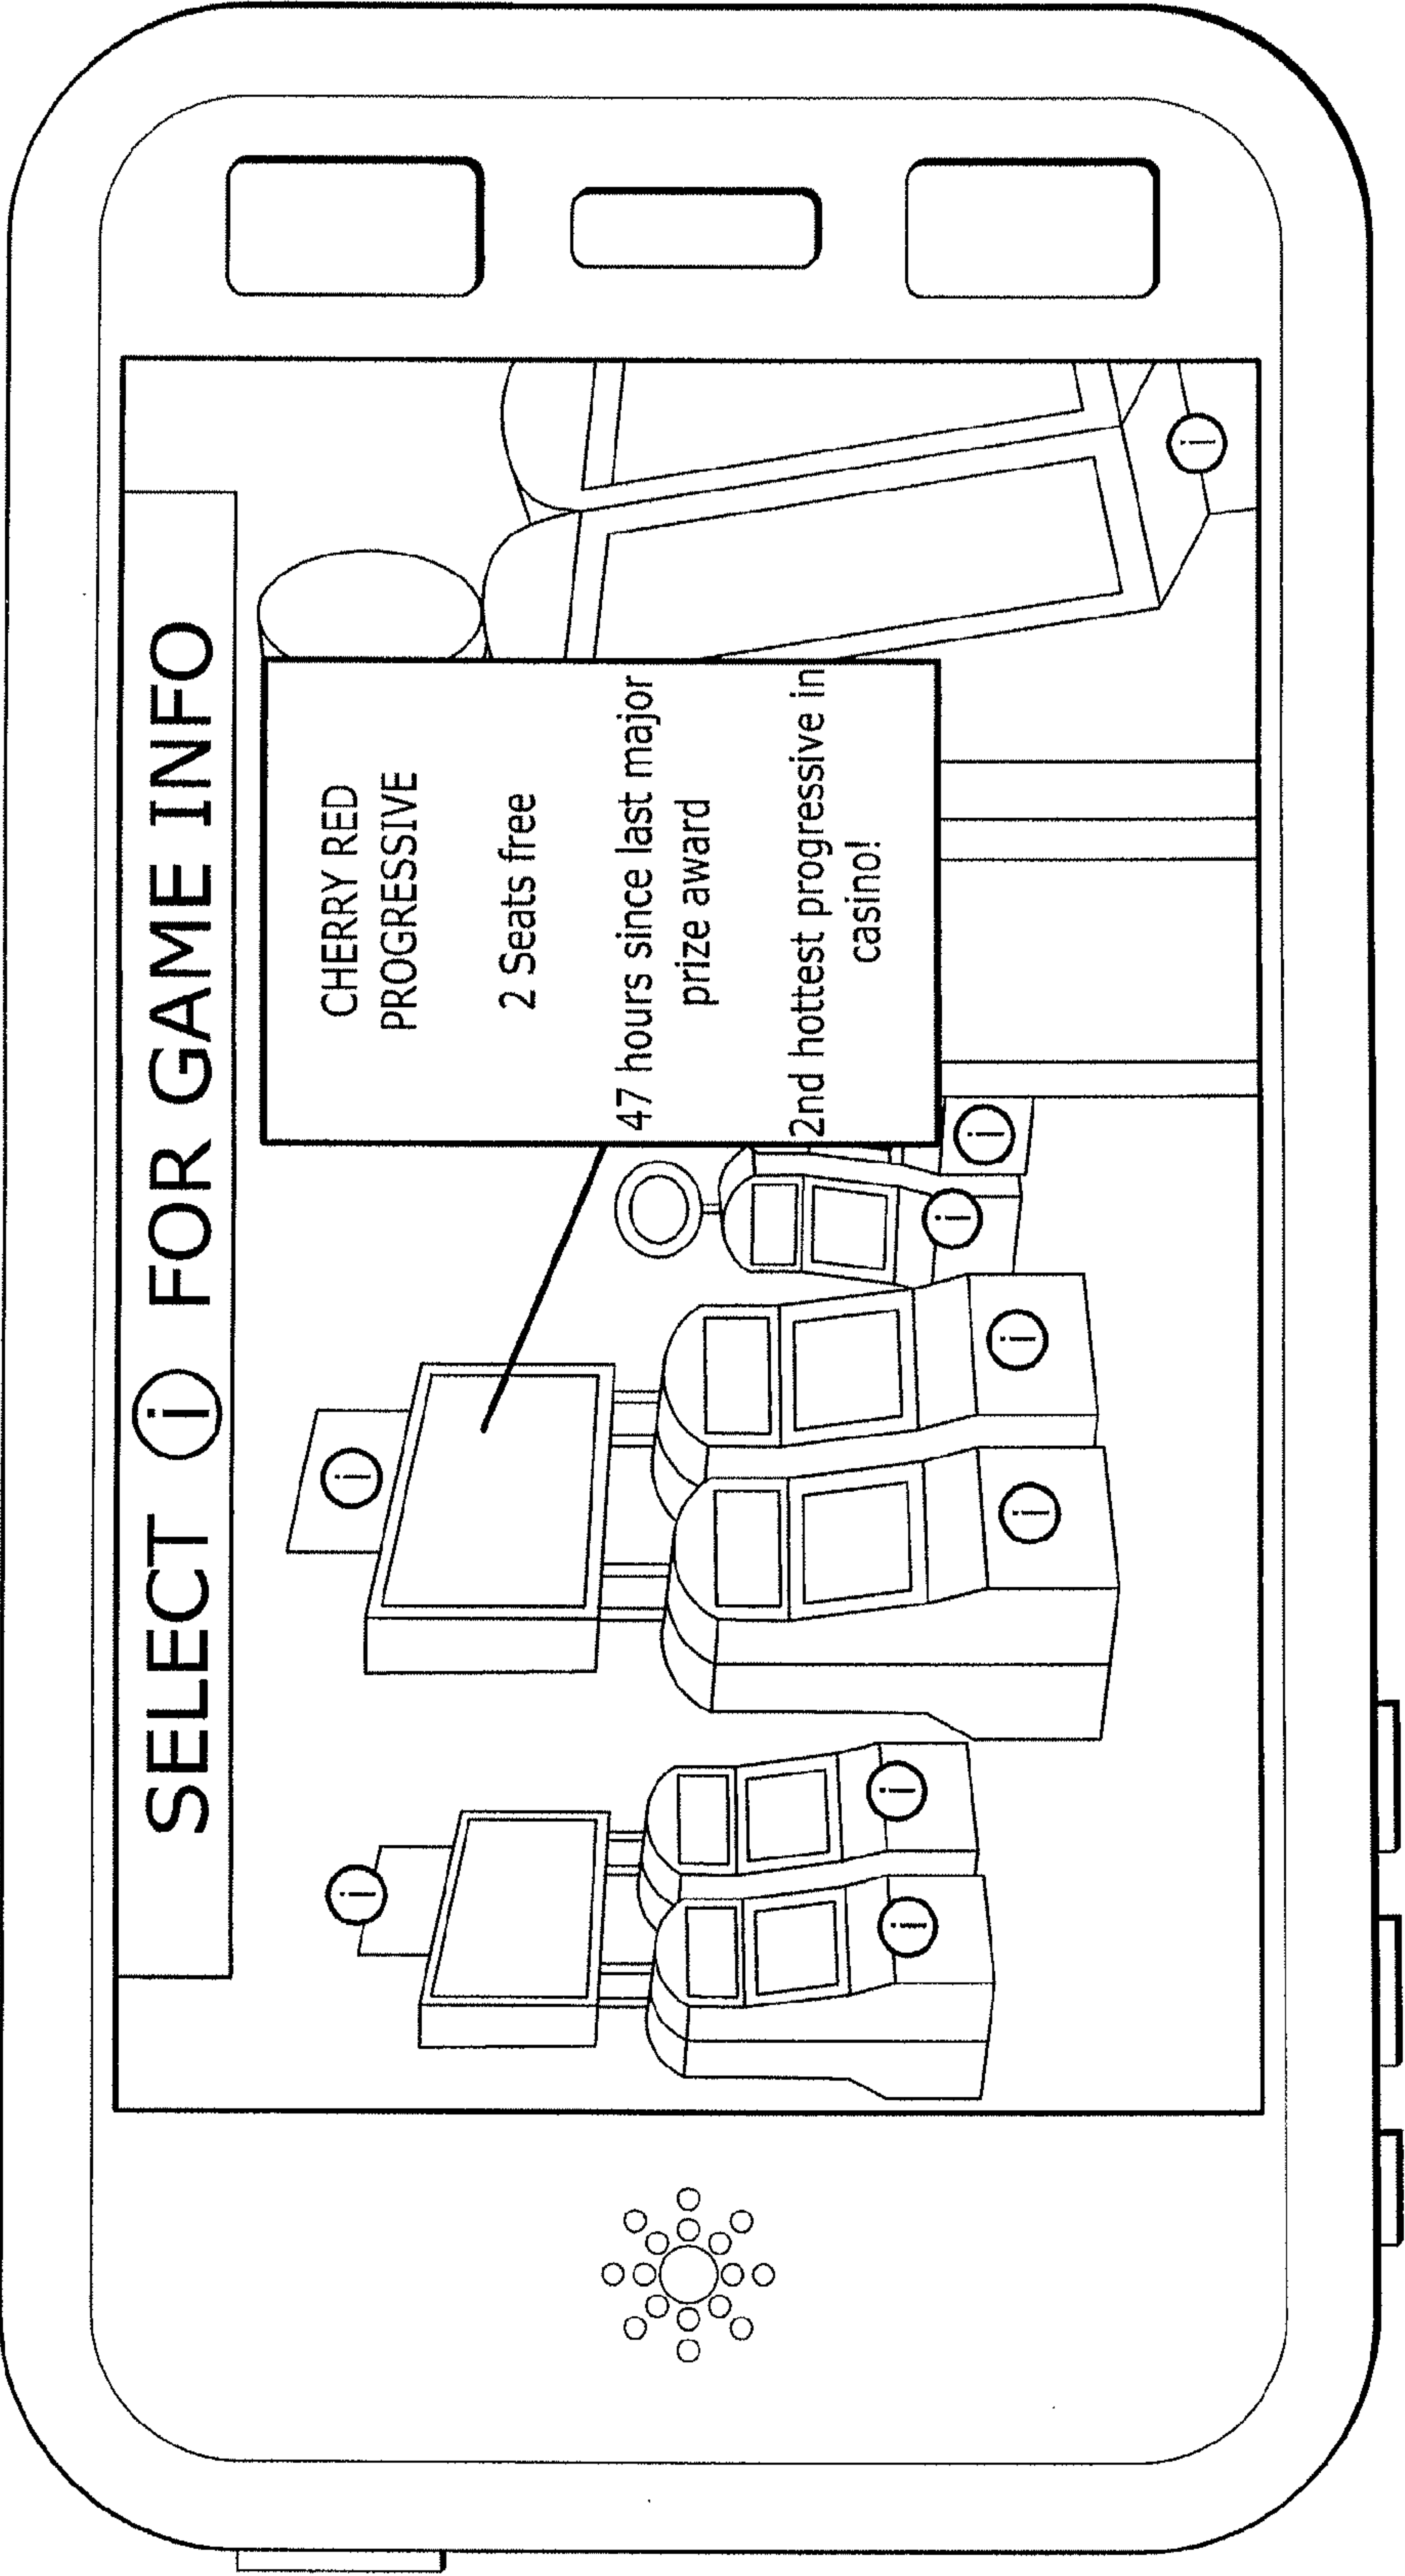 SELECT i FOR GAME INFO
CHERRY RED
PROGRESSIVE
2 Seats free
47 hours since last major
prize award
2nd hottest progressive in
casino!
i
i
i
i
i
i
i
i
i